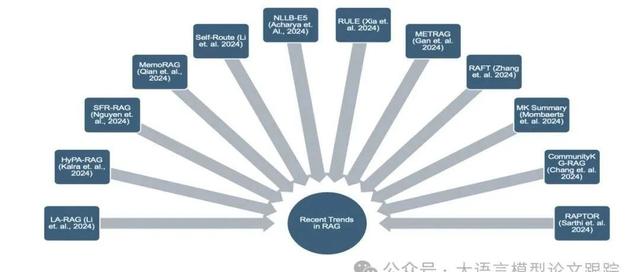 LA-RAG (Li
et. al., 2024)
HyPA-RAG
(Kalra et. al.,
2024)
SFR-RAG
(Nguyen et.
al., 2024)
MemoRAG
(Qian et. al.,
2024)
Self-Route (Li
et. al. 2024)
NLLB-E5
(Acharya et.
Al., 2024)
RULE (Xia et.
al. 2024)
METRAG
(Gan et. al.
2024)
RAFT (Zhang
et. al. 2024)
MK Summary
(Mombaerts
et. al. 2024)
CommunityK
G-RAG
(Chang et. al.
2024)
RAPTOR
(Sarthi et. al.
2024)
Recent Trends
in RAG
公众号 · 大语言模型论文跟踪